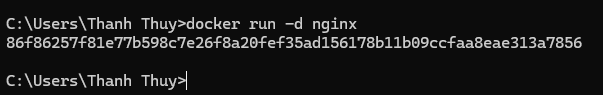 C:\Users\Thanh Thuy>docker run -d nginx
86f86257f81e77b598c7e26f8a20fef35ad156178b11b09ccfaa8eae313a7856
C:\Users\Thanh Thuy>